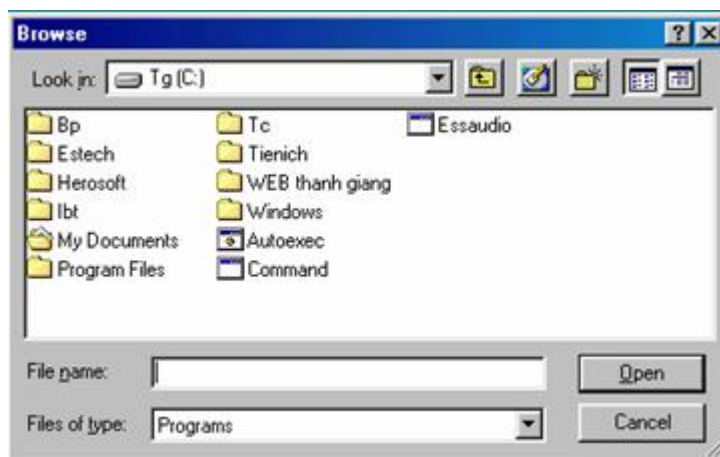 Browse
Look in: Tg (C:)
Bp Tc Essaudio
Estech Tienich
Herosoft WEB thanh giang
Ibt Windows
My Documents Autoexec
Program Files Command
File name: Open
Files of type: Programs Cancel